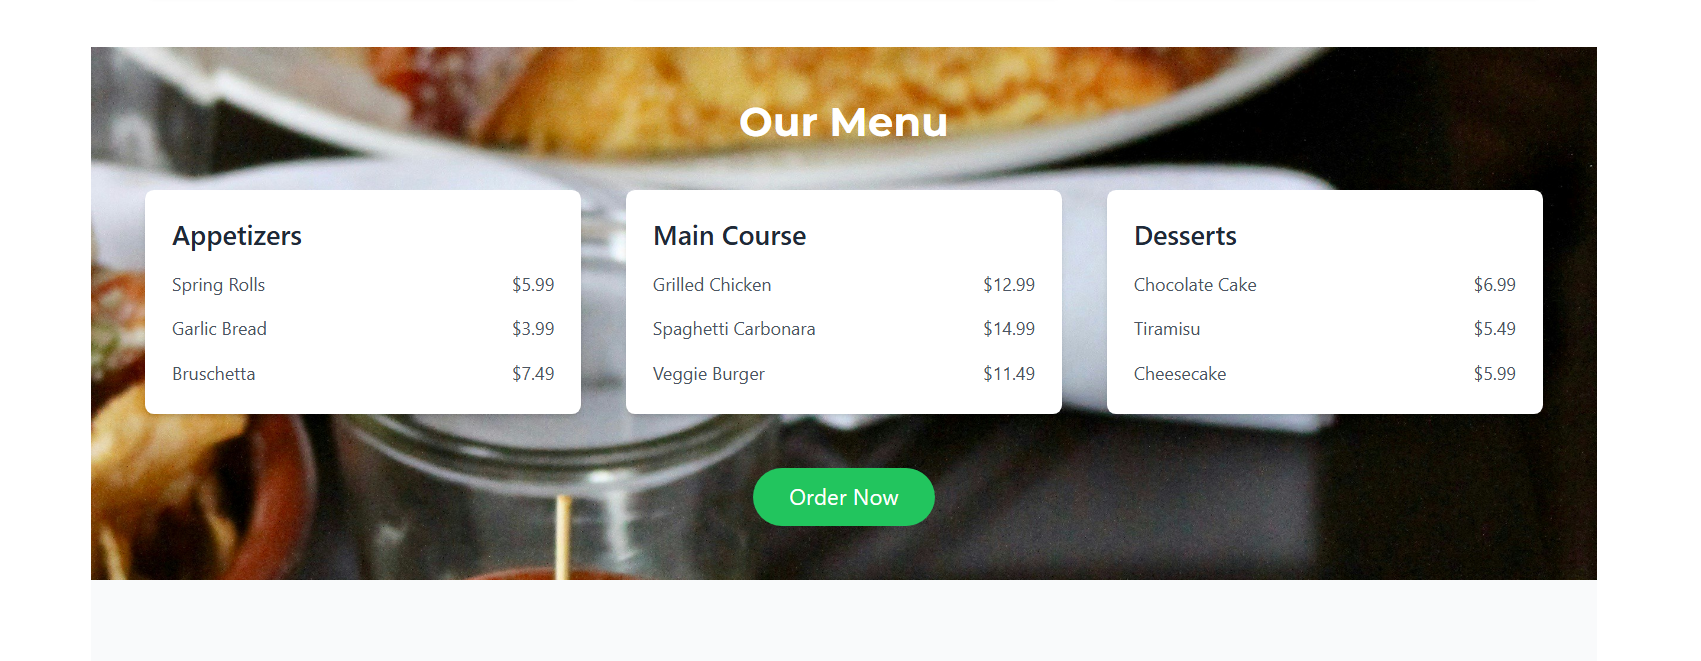 Our Menu
Appetizers
Spring Rolls $5.99
Garlic Bread $3.99
Bruschetta $7.49
Main Course
Grilled Chicken $12.99
Spaghetti Carbonara $14.99
Veggie Burger $11.49
Desserts
Chocolate Cake $6.99
Tiramisu $5.49
Cheesecake $5.99
Order Now